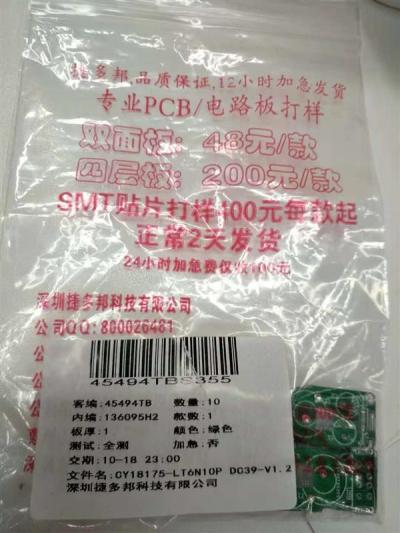 捷多邦,品质保证,12小时加急发货
专业PCB/电路板打样
双面板: 48元/款
四层板: 200元/款
SMT贴片打样400元每款起
正常2天发货
24小时加急费仅收100元
深圳捷多邦科技有限公司
公司QQ: 800026481
45494TBS355
客编:45494TB 数量:10
内编:136095H2 款数:1
板厚:1 颜色:绿色
测试:全测 加急:否
交期:10-18 23:00
文件名:CY18175-LT6N10P DC39-V1.2
深圳捷多邦科技有限公司